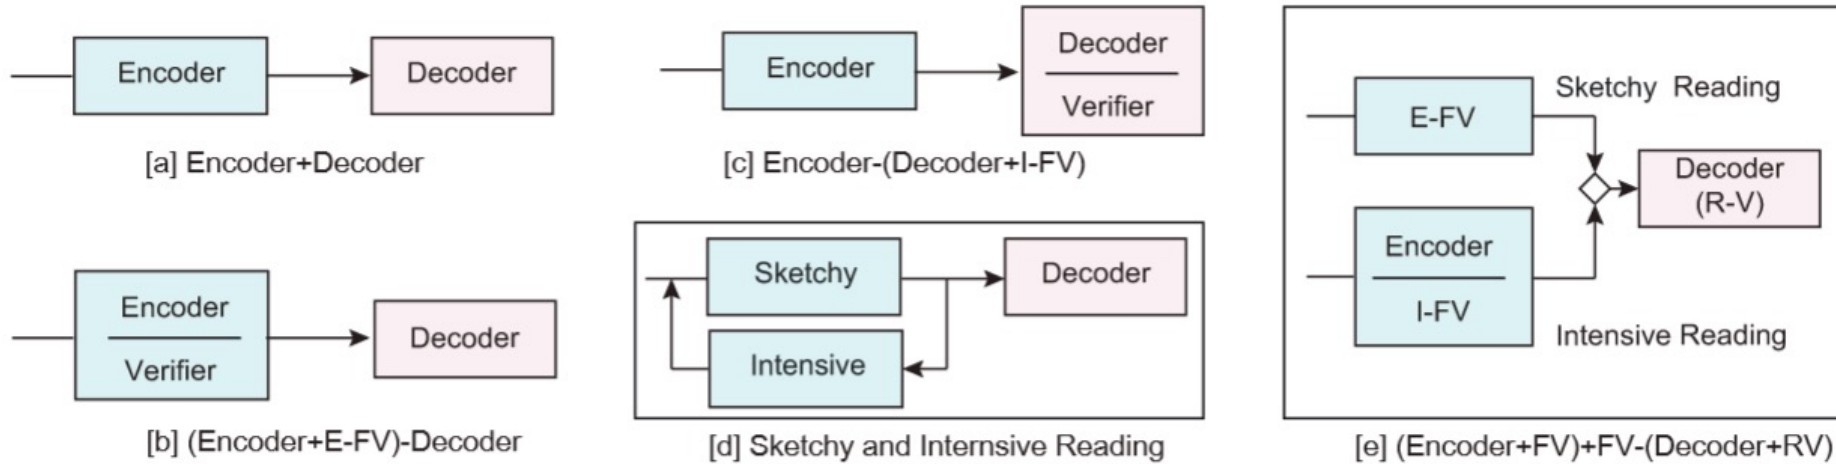 Encoder
Decoder
[a] Encoder+Decoder
Encoder
Verifier
Decoder
[b] (Encoder+E-FV)-Decoder
Encoder
Decoder
Verifier
[c] Encoder-(Decoder+I-FV)
Sketchy
Decoder
Intensive
[d] Sketchy and Internsive Reading
E-FV
Sketchy Reading
Decoder
(R-V)
Encoder
I-FV
Intensive Reading
[e] (Encoder+FV)+FV-(Decoder+RV)